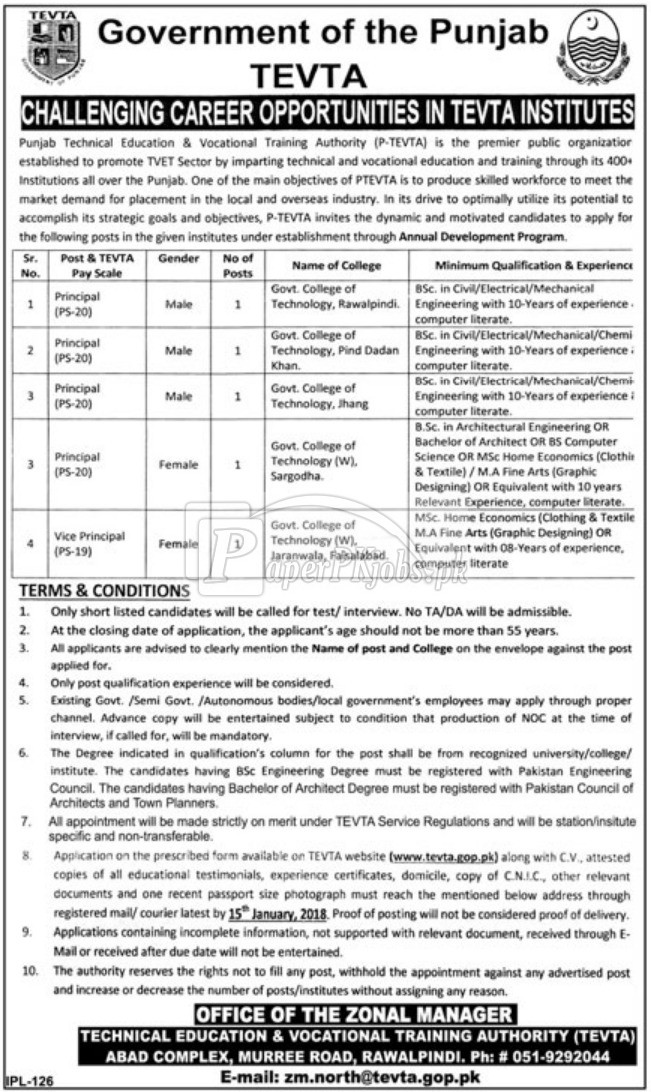 TEVTA
GOVERNMENT OF PUNJAB
Government of the Punjab
TEVTA
CHALLENGING CAREER OPPORTUNITIES IN TEVTA INSTITUTES
Punjab Technical Education & Vocational Training Authority (P-TEVTA) is the premier public organization
established to promote TVET Sector by imparting technical and vocational education and training through its 400+
Institutions all over the Punjab. One of the main objectives of PTEVTA is to produce skilled workforce to meet the
market demand for placement in the local and overseas industry. In its drive to optimally utilize its potential to
accomplish its strategic goals and objectives, P-TEVTA invites the dynamic and motivated candidates to apply for
the following posts in the given institutes under establishment through Annual Development Program.
Sr. No. Post & TEVTA Pay Scale Gender No of Posts Name of College Minimum Qualification & Experience
1 Principal (PS-20) Male 1 Govt. College of Technology, Rawalpindi. BSc. in Civil/Electrical/Mechanical Engineering with 10-Years of experience computer literate.
2 Principal (PS-20) Male 1 Govt. College of Technology, Pind Dadan Khan. BSc. in Civil/Electrical/Mechanical/Chemi Engineering with 10-Years of experience computer literate.
3 Principal (PS-20) Male 1 Govt. College of Technology, Jhang BSc. in Civil/Electrical/Mechanical/Chemi Engineering with 10-Years of experience computer literate.
3 Principal (PS-20) Female 1 Govt. College of Technology (W), Sargodha. B.Sc. in Architectural Engineering OR Bachelor of Architect OR BS Computer Science OR MSc Home Economics (Clothin & Textile) / M.A Fine Arts (Graphic Designing) OR Equivalent with 10 years Relevant Experience, computer literate.
4 Vice Principal (PS-19) Female 1 Govt. College of Technology (W), Jaranwala, Faisalabad. MSc. Home Economics (Clothing & Textile M.A Fine Arts (Graphic Designing) OR Equivalent with 08-Years of experience, computer literate
PaperPkjobs.pk
TERMS & CONDITIONS
1. Only short listed candidates will be called for test/ interview. No TA/DA will be admissible.
2. At the closing date of application, the applicant's age should not be more than 55 years.
3. All applicants are advised to clearly mention the Name of post and College on the envelope against the post
applied for.
4. Only post qualification experience will be considered.
5. Existing Govt. /Semi Govt. /Autonomous bodies/local government's employees may apply through proper
channel. Advance copy will be entertained subject to condition that production of NOC at the time of
interview, if called for, will be mandatory.
6. The Degree indicated in qualification's column for the post shall be from recognized university/college/
institute. The candidates having BSc Engineering Degree must be registered with Pakistan Engineering
Council. The candidates having Bachelor of Architect Degree must be registered with Pakistan Council of
Architects and Town Planners.
7. All appointment will be made strictly on merit under TEVTA Service Regulations and will be station/insitute
specific and non-transferable.
8. Application on the prescribed form available on TEVTA website (www.tevta.gop.pk) along with C.V., attested
copies of all educational testimonials, experience certificates, domicile, copy of C.N.I.C., other relevant
documents and one recent passport size photograph must reach the mentioned below address through
registered mail/ courier latest by 15th January, 2018. Proof of posting will not be considered proof of delivery.
9. Applications containing incomplete information, not supported with relevant document, received through E-
Mail or received after due date will not be entertained.
10. The authority reserves the rights not to fill any post, withhold the appointment against any advertised post
and increase or decrease the number of posts/institutes without assigning any reason.
OFFICE OF THE ZONAL MANAGER
TECHNICAL EDUCATION & VOCATIONAL TRAINING AUTHORITY (TEVTA)
ABAD COMPLEX, MURREE ROAD, RAWALPINDI. Ph: # 051-9292044
IPL-126
E-mail: zm.north@tevta.gop.pk